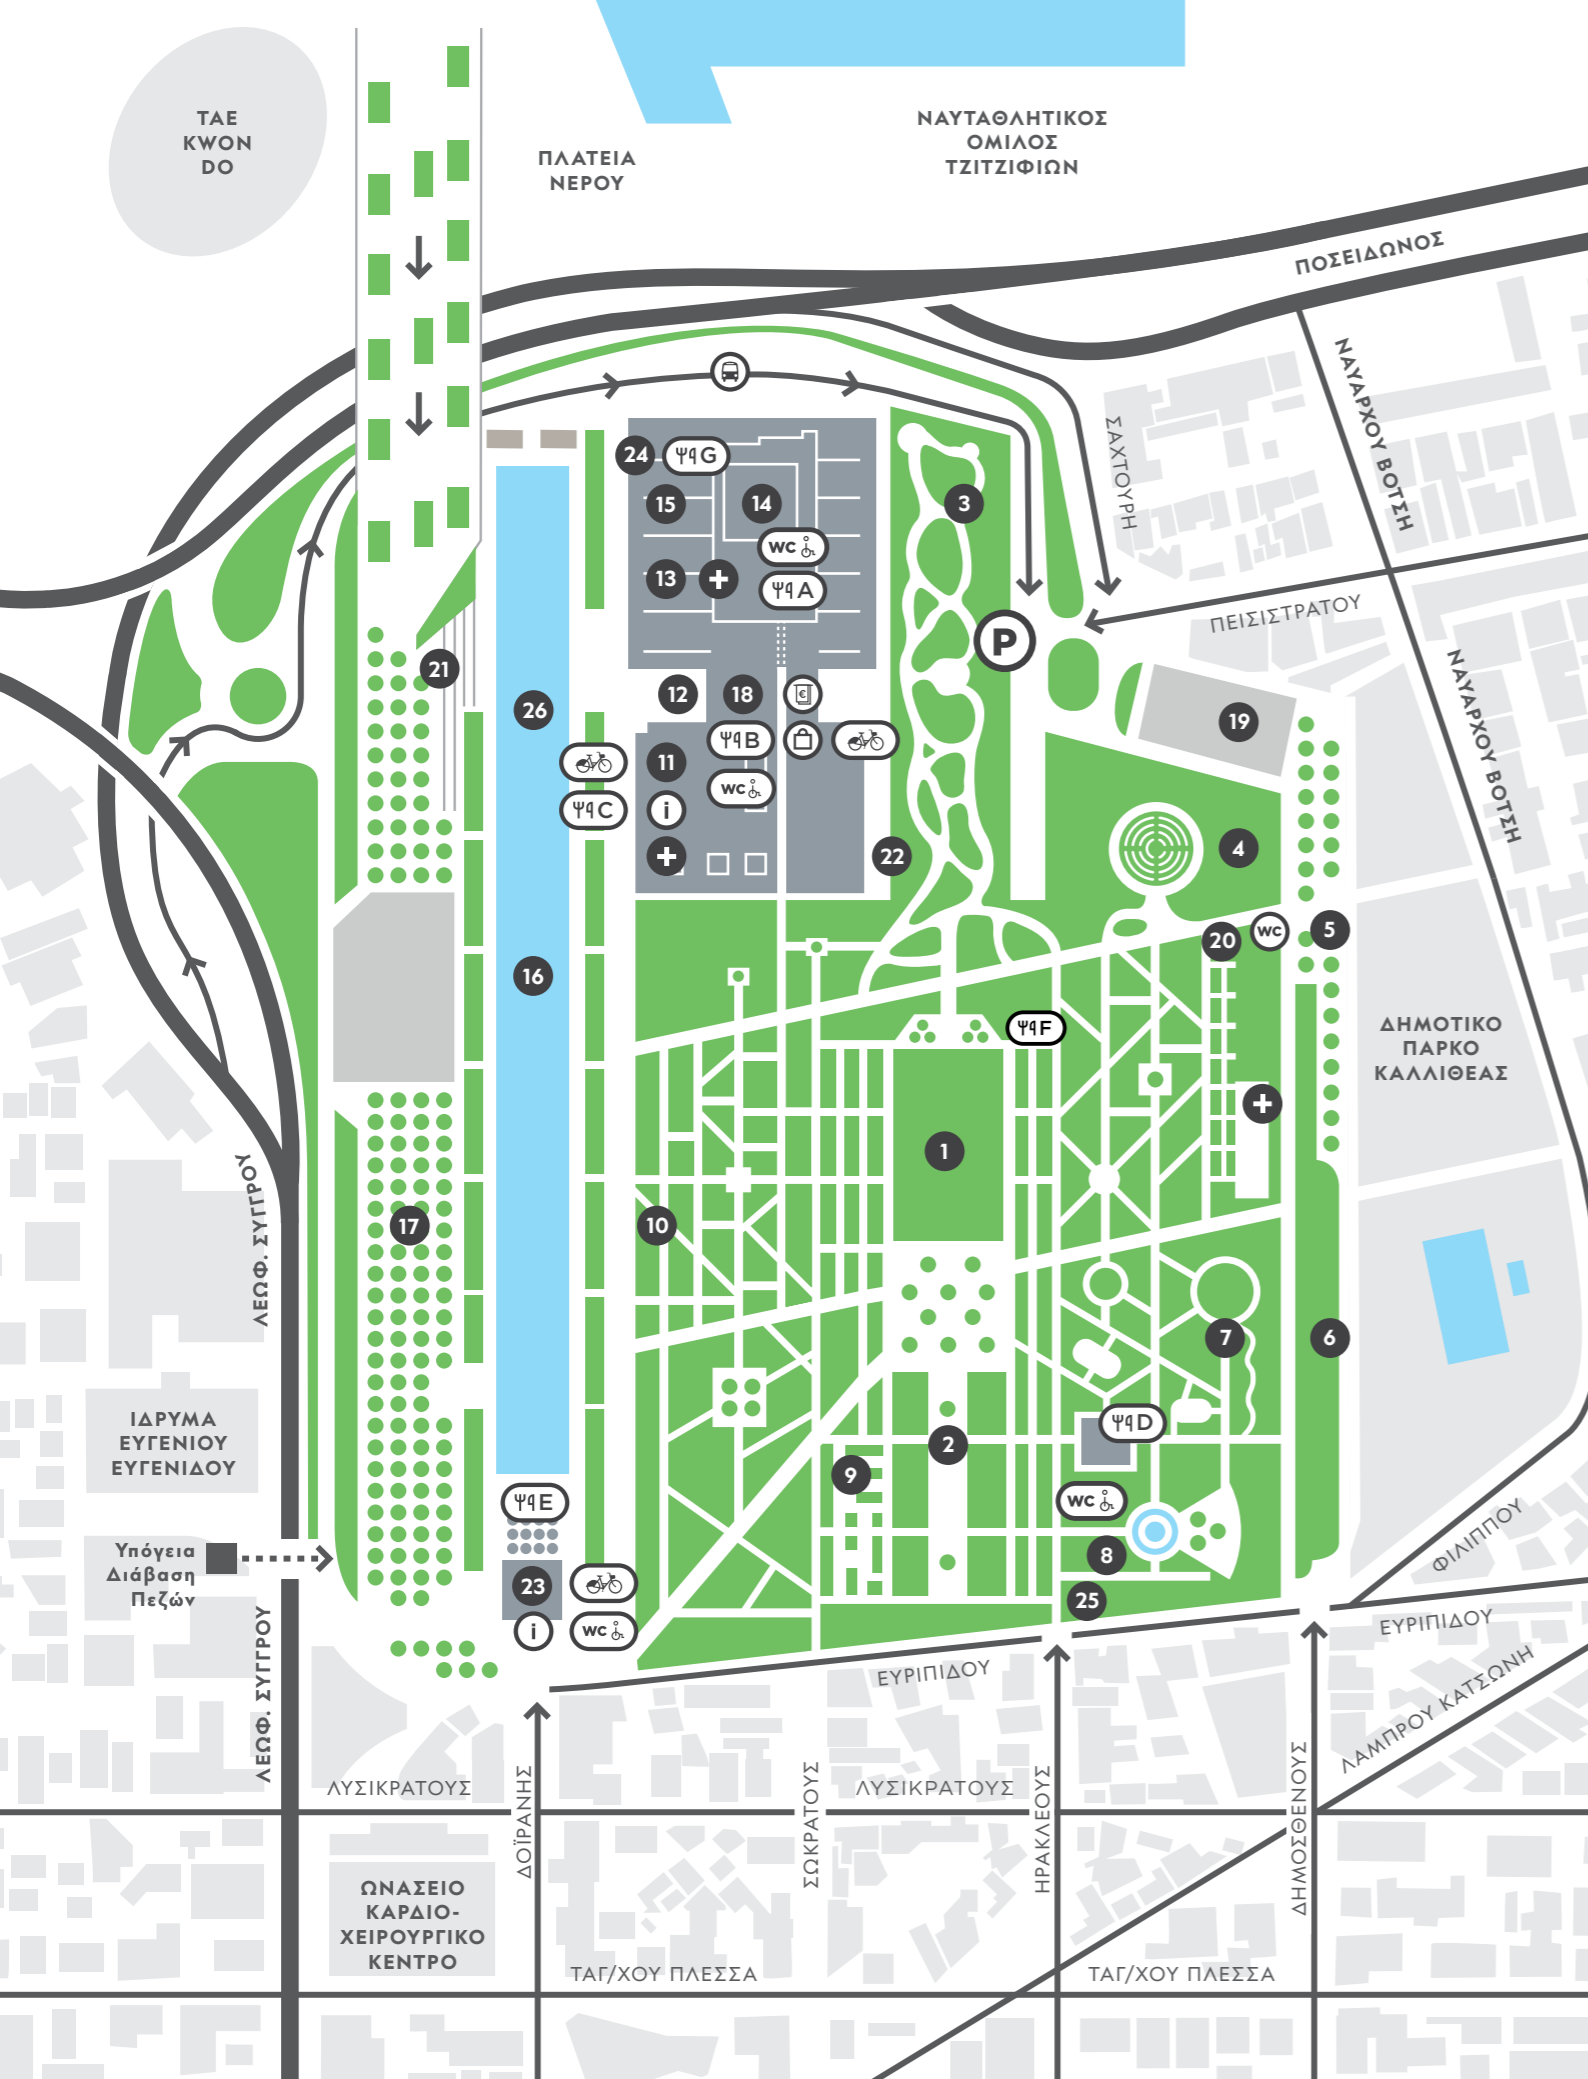 TAE
KWON
DO
ΠΛΑΤΕΙΑ
ΝΕΡΟΥ
ΝΑΥΤΑΘΛΗΤΙΚΟΣ
ΟΜΙΛΟΣ
ΤΖΙΤΖΙΦΙΩΝ
ΠΟΣΕΙΔΩΝΟΣ
ΝΑΥΑΡΧΟΥ ΒΟΤΣΗ
ΣΑΧΤΟΥΡΗ
24
G
15
14
3
WC
13
A
ΠΕΙΣΙΣΤΡΑΤΟΥ
P
21
12
18
€
26
19
B
11
WC
C
i
22
4
ΝΑΥΑΡΧΟΥ ΒΟΤΣΗ
20
WC
5
16
F
ΔΗΜΟΤΙΚΟ
ΠΑΡΚΟ
ΚΑΛΛΙΘΕΑΣ
1
17
10
ΛΕΩΦ. ΣΥΓΓΡΟΥ
7
6
ΙΔΡΥΜΑ
ΕΥΓΕΝΙΟΥ
ΕΥΓΕΝΙΔΟΥ
D
2
9
E
WC
8
ΦΙΛΙΠΠΟΥ
Υπόγεια
Διάβαση
Πεζών
23
25
i
WC
ΕΥΡΙΠΙΔΟΥ
ΕΥΡΙΠΙΔΟΥ
ΛΕΩΦ. ΣΥΓΓΡΟΥ
ΛΑΜΠΡΟΥ ΚΑΤΣΩΝΗ
ΛΥΣΙΚΡΑΤΟΥΣ
ΔΟΪΡΑΝΗΣ
ΣΩΚΡΑΤΟΥΣ
ΛΥΣΙΚΡΑΤΟΥΣ
ΗΡΑΚΛΕΟΥΣ
ΔΗΜΟΣΘΕΝΟΥΣ
ΩΝΑΣΕΙΟ
ΚΑΡΔΙΟ-
ΧΕΙΡΟΥΡΓΙΚΟ
ΚΕΝΤΡΟ
ΤΑΓ/ΧΟΥ ΠΛΕΣΣΑ
ΤΑΓ/ΧΟΥ ΠΛΕΣΣΑ